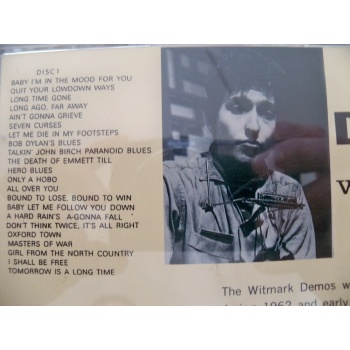 DISC 1
BABY I'M IN THE MOOD FOR YOU
QUIT YOUR LOWDOWN WAYS
LONG TIME GONE
LONG AGO, FAR AWAY
AIN'T GONNA GRIEVE
SEVEN CURSES
LET ME DIE IN MY FOOTSTEPS
BOB DYLAN'S BLUES
TALKIN' JOHN BIRCH PARANOID BLUES
THE DEATH OF EMMETT TILL
HERO BLUES
ONLY A HOBO
ALL OVER YOU
BOUND TO LOSE, BOUND TO WIN
BABY LET ME FOLLOW YOU DOWN
A HARD RAIN'S A-GONNA FALL
DON'T THINK TWICE, IT'S ALL RIGHT
OXFORD TOWN
MASTERS OF WAR
GIRL FROM THE NORTH COUNTRY
I SHALL BE FREE
TOMORROW IS A LONG TIME
The Witmark Demos w
1962 and early